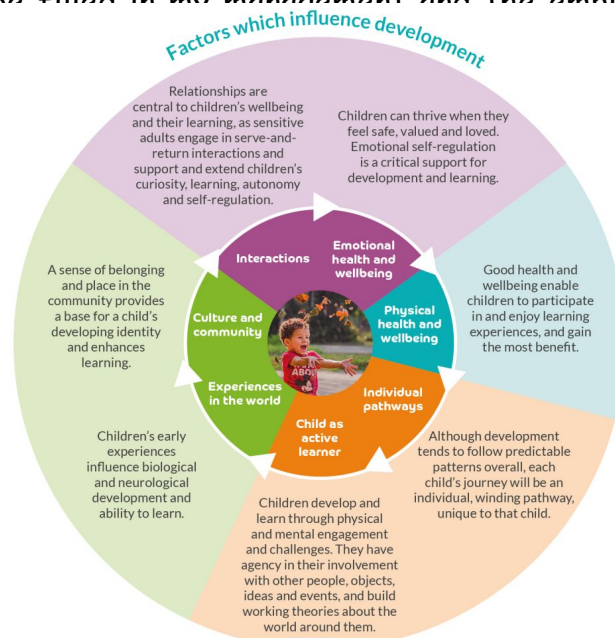 Factors which influence development
Relationships are
central to children's wellbeing
and their learning, as sensitive
adults engage in serve-and-
return interactions and
support and extend children's
curiosity, learning, autonomy
and self-regulation.
Children can thrive when they
feel safe, valued and loved.
Emotional self-regulation
is a critical support for
development and learning.
Good health and
wellbeing enable
children to participate
in and enjoy learning
experiences, and gain
the most benefit.
Although development
tends to follow predictable
patterns overall, each
child's journey will be an
individual, winding pathway,
unique to that child.
Children develop and
learn through physical
and mental engagement
and challenges. They have
agency in their involvement
with other people, objects,
ideas and events, and build
working theories about the
world around them.
Children's early
experiences
influence biological
and neurological
development and
ability to learn.
A sense of belonging
and place in the
community provides
a base for a child's
developing identity
and enhances
learning.
Interactions
Emotional
health and
wellbeing
Physical
health and
wellbeing
Individual
pathways
Child as
active
learner
Experiences
in the world
Culture and
community